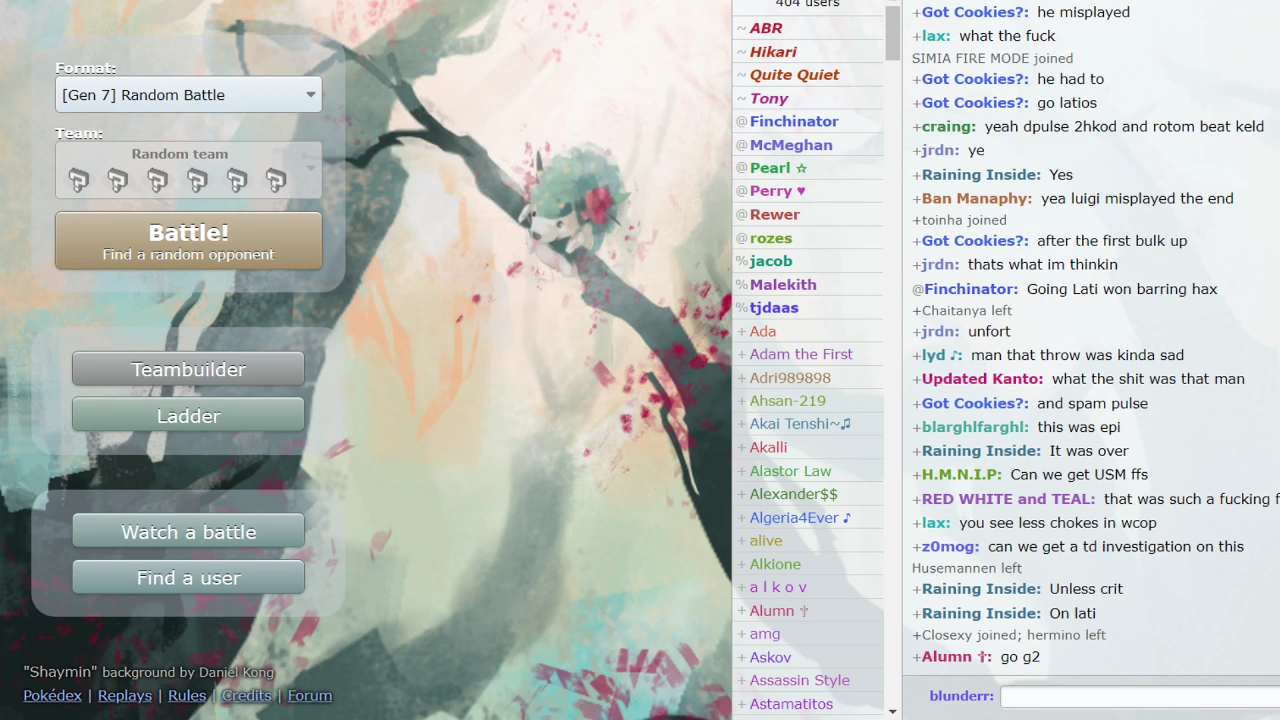 Format:
[Gen 7] Random Battle
Team:
Random team
Battle!
Find a random opponent
Teambuilder
Ladder
Watch a battle
Find a user
"Shaymin" background by Daniel Kong
Pokédex | Replays | Rules | Credits | Forum
404 users
~ ABR
~ Hikari
~ Quite Quiet
~ Tony
@ Finchinator
@ McMeghan
@ Pearl ☆
@ Perry ♥
@ Rewer
@ rozes
% jacob
% Malekith
% tjdaas
+ Ada
+ Adam the First
+ Adri989898
+ Ahsan-219
+ Akai Tenshi~♫
+ Akalli
+ Alastor Law
+ Alexander$$
+ Algeria4Ever ♪
+ alive
+ Alkione
+ a l k o v
+ Alumn ☥
+ amg
+ Askov
+ Assassin Style
+ Astamatitos
+Got Cookies?: he misplayed
+lax: what the fuck
SIMIA FIRE MODE joined
+Got Cookies?: he had to
+Got Cookies?: go latios
+craing: yeah dpulse 2hkod and rotom beat keld
+jrdn: ye
+Raining Inside: Yes
+Ban Manaphy: yea luigi misplayed the end
+toinha joined
+Got Cookies?: after the first bulk up
+jrdn: thats what im thinkin
@Finchinator: Going Lati won barring hax
+Chaitanya left
+jrdn: unfort
+lyd ♪: man that throw was kinda sad
+Updated Kanto: what the shit was that man
+Got Cookies?: and spam pulse
+blarghlfarghl: this was epi
+Raining Inside: It was over
+H.M.N.I.P: Can we get USM ffs
+RED WHITE and TEAL: that was such a fucking f
+lax: you see less chokes in wcop
+z0mog: can we get a td investigation on this
Husemannen left
+Raining Inside: Unless crit
+Raining Inside: On lati
+Closexy joined; hermino left
+Alumn ☥: go g2
blunderr: